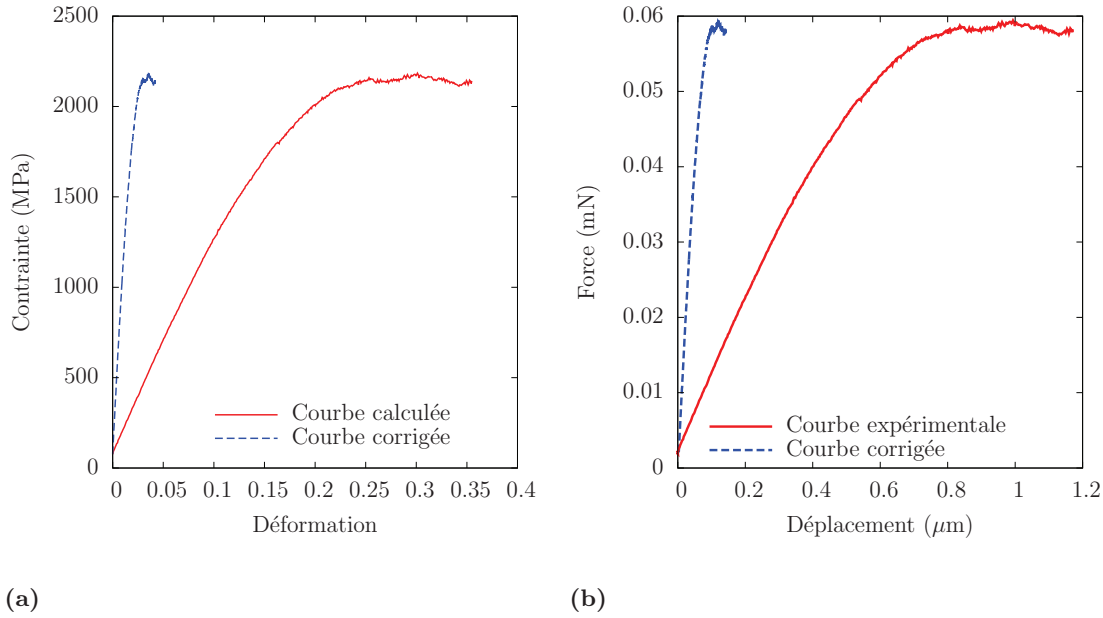 2500
2000
1500
1000
500
0
0 0.05 0.1 0.15 0.2 0.25 0.3 0.35 0.4
Contrainte (MPa)
Déformation
Courbe calculée
Courbe corrigée
(a)
0.06
0.05
0.04
0.03
0.02
0.01
0
0 0.2 0.4 0.6 0.8 1 1.2
Force (mN)
Déplacement (μm)
Courbe expérimentale
Courbe corrigée
(b)